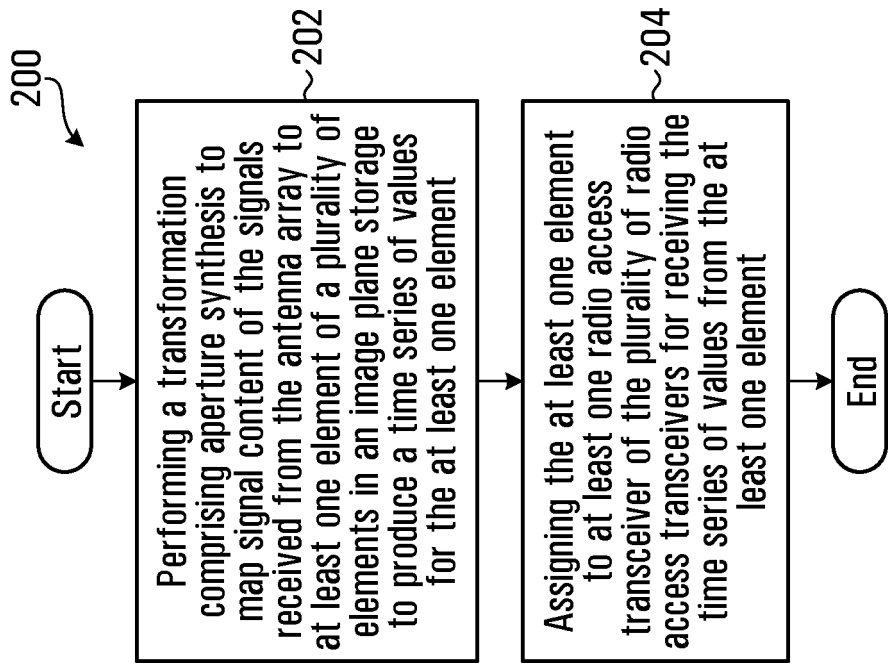 200
Start
Performing a transformation
comprising aperture synthesis to
map signal content of the signals
received from the antenna array to
at least one element of a plurality of
elements in an image plane storage
to produce a time series of values
for the at least one element
202
Assigning the at least one element
to at least one radio access
transceiver of the plurality of radio
access transceivers for receiving the
time series of values from the at
least one element
204
End